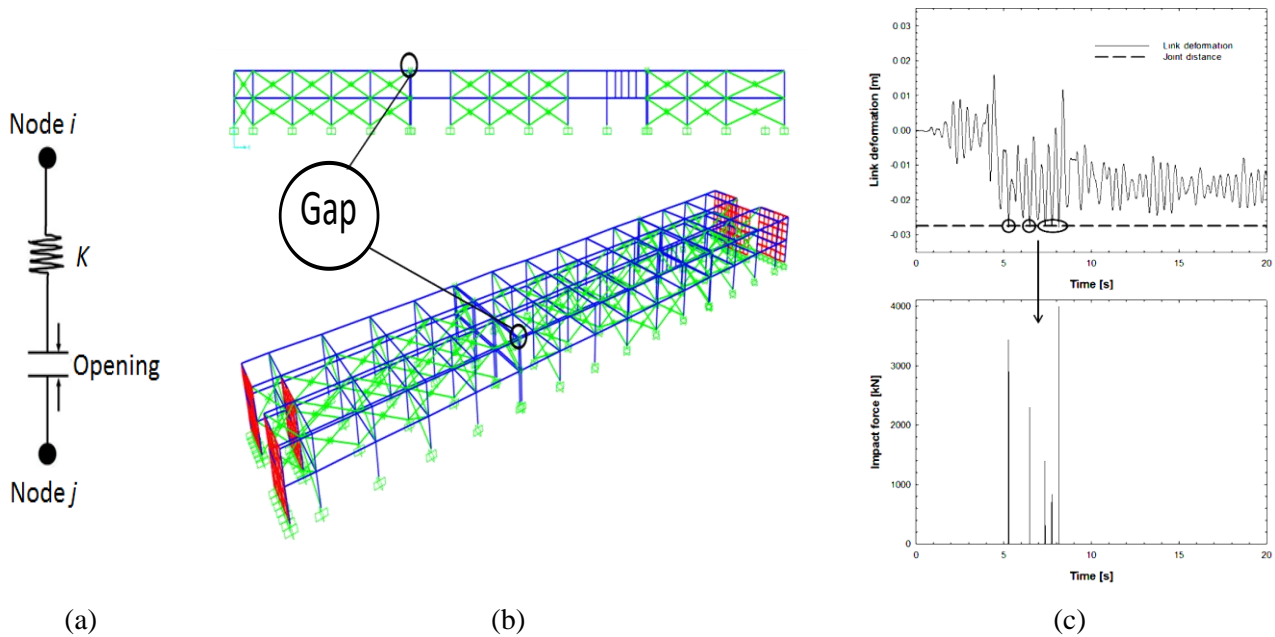 Node i
K
Opening
Node j
(a)
Gap
(b)
0.03
0.02
0.01
0.00
-0.01
-0.02
-0.03
Link deformation [m]
Link deformation
Joint distance
0 5 10 15 20
Time [s]
4000
3000
2000
1000
0
Impact force [kN]
0 5 10 15 20
Time [s]
(c)